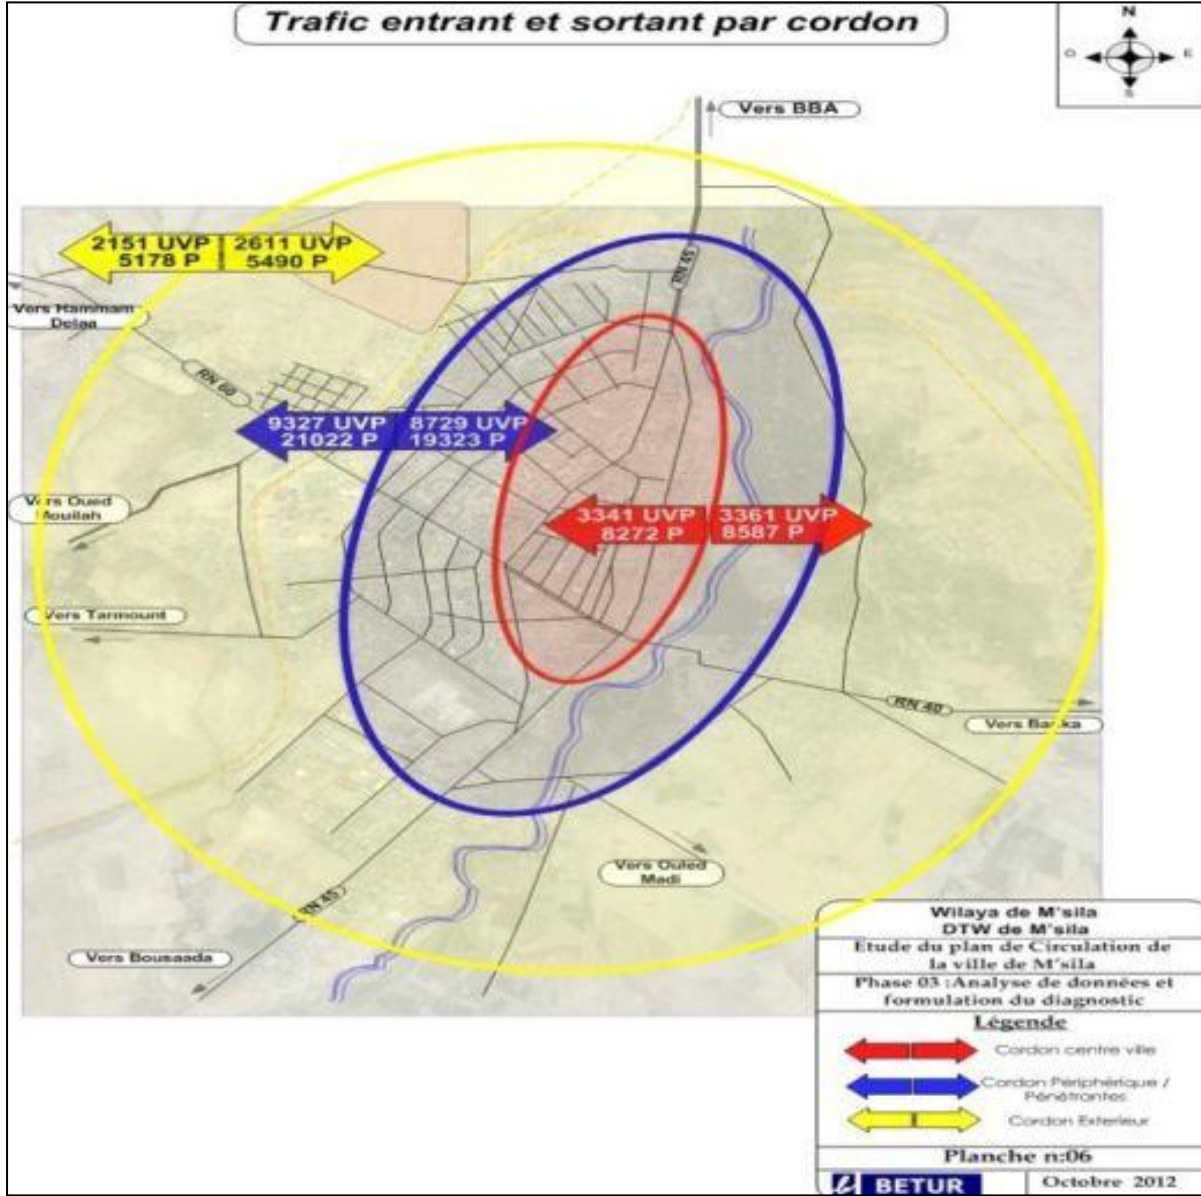 Trafic entrant et sortant par cordon
N
O
E
S
Vers BBA
2151 UVP
5178 P
2611 UVP
5490 P
RN 45
Vers Hammam
Delaa
RN 60
9327 UVP
21022 P
8729 UVP
19323 P
Vers Oued
Mouilah
3341 UVP
8272 P
3361 UVP
8587 P
Vers Tarmount
RN 40
Vers Barika
Vers Ouled
Madi
RN 45
Vers Bousaada
Wilaya de M'sila
DTW de M'sila
Etude du plan de Circulation de
la ville de M'sila
Phase 03 :Analyse de données et
formulation du diagnostic
Légende
Cordon centre ville
Cordon Périphérique /
Pénétrantes
Cordon Exterieur
Planche n:06
BETUR
Octobre 2012